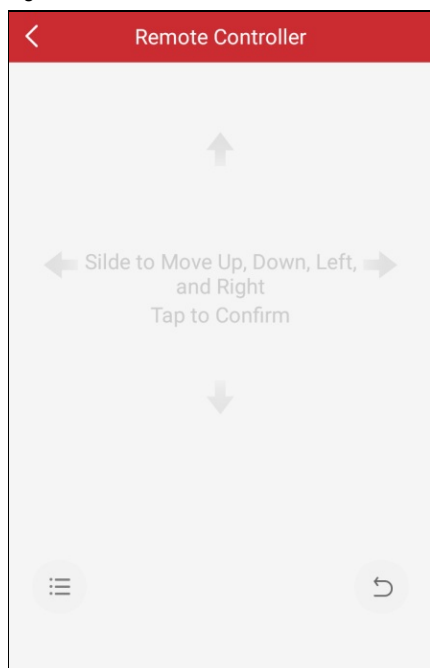 Remote Controller
Silde to Move Up, Down, Left,
and Right
Tap to Confirm